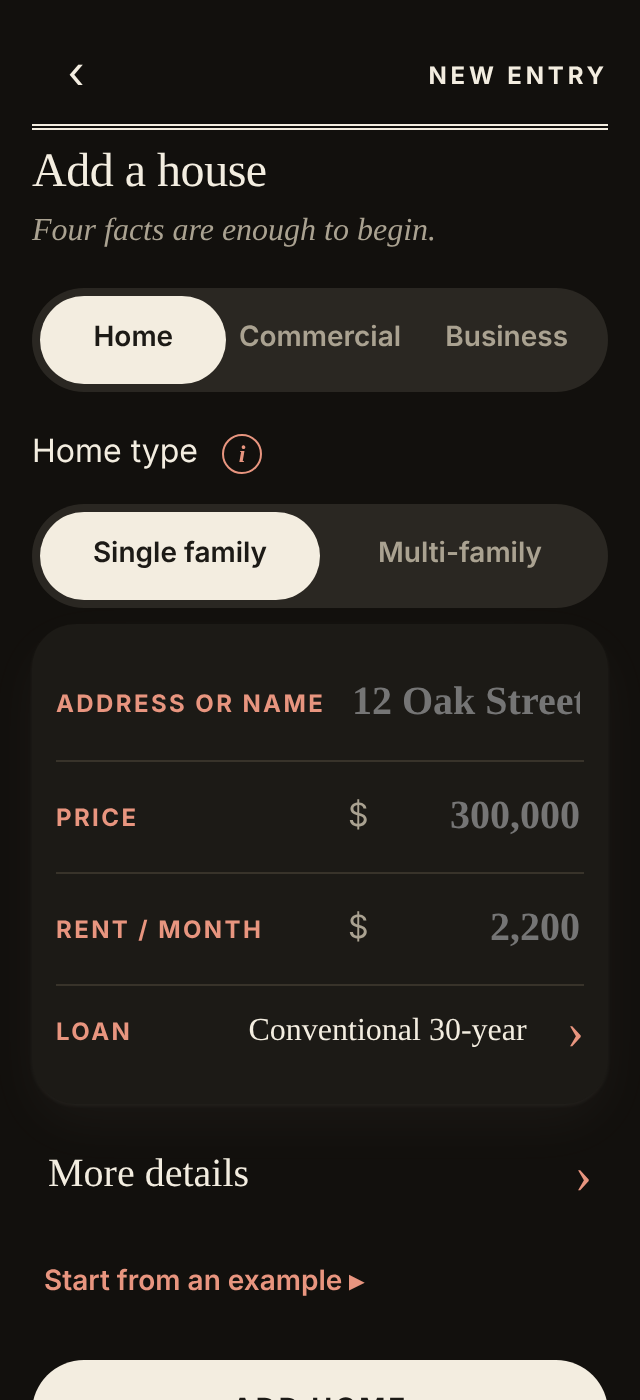 ‹ NEW ENTRY
Add a house
Four facts are enough to begin.
Home Commercial Business
Home type i
Single family Multi-family
ADDRESS OR NAME 12 Oak Street
PRICE $ 300,000
RENT / MONTH $ 2,200
LOAN Conventional 30-year ›
More details ›
Start from an example ▸
ADD HOME